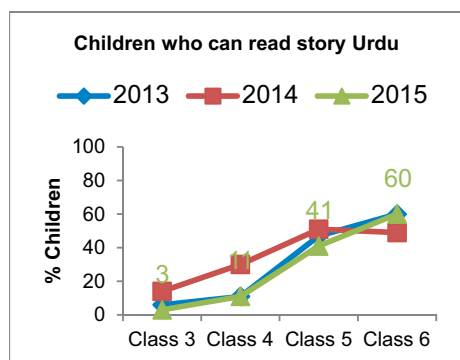 Children who can read story Urdu
2013 2014 2015
% Children
100
80
60
40
20
0
3
11
41
60
Class 3 Class 4 Class 5 Class 6